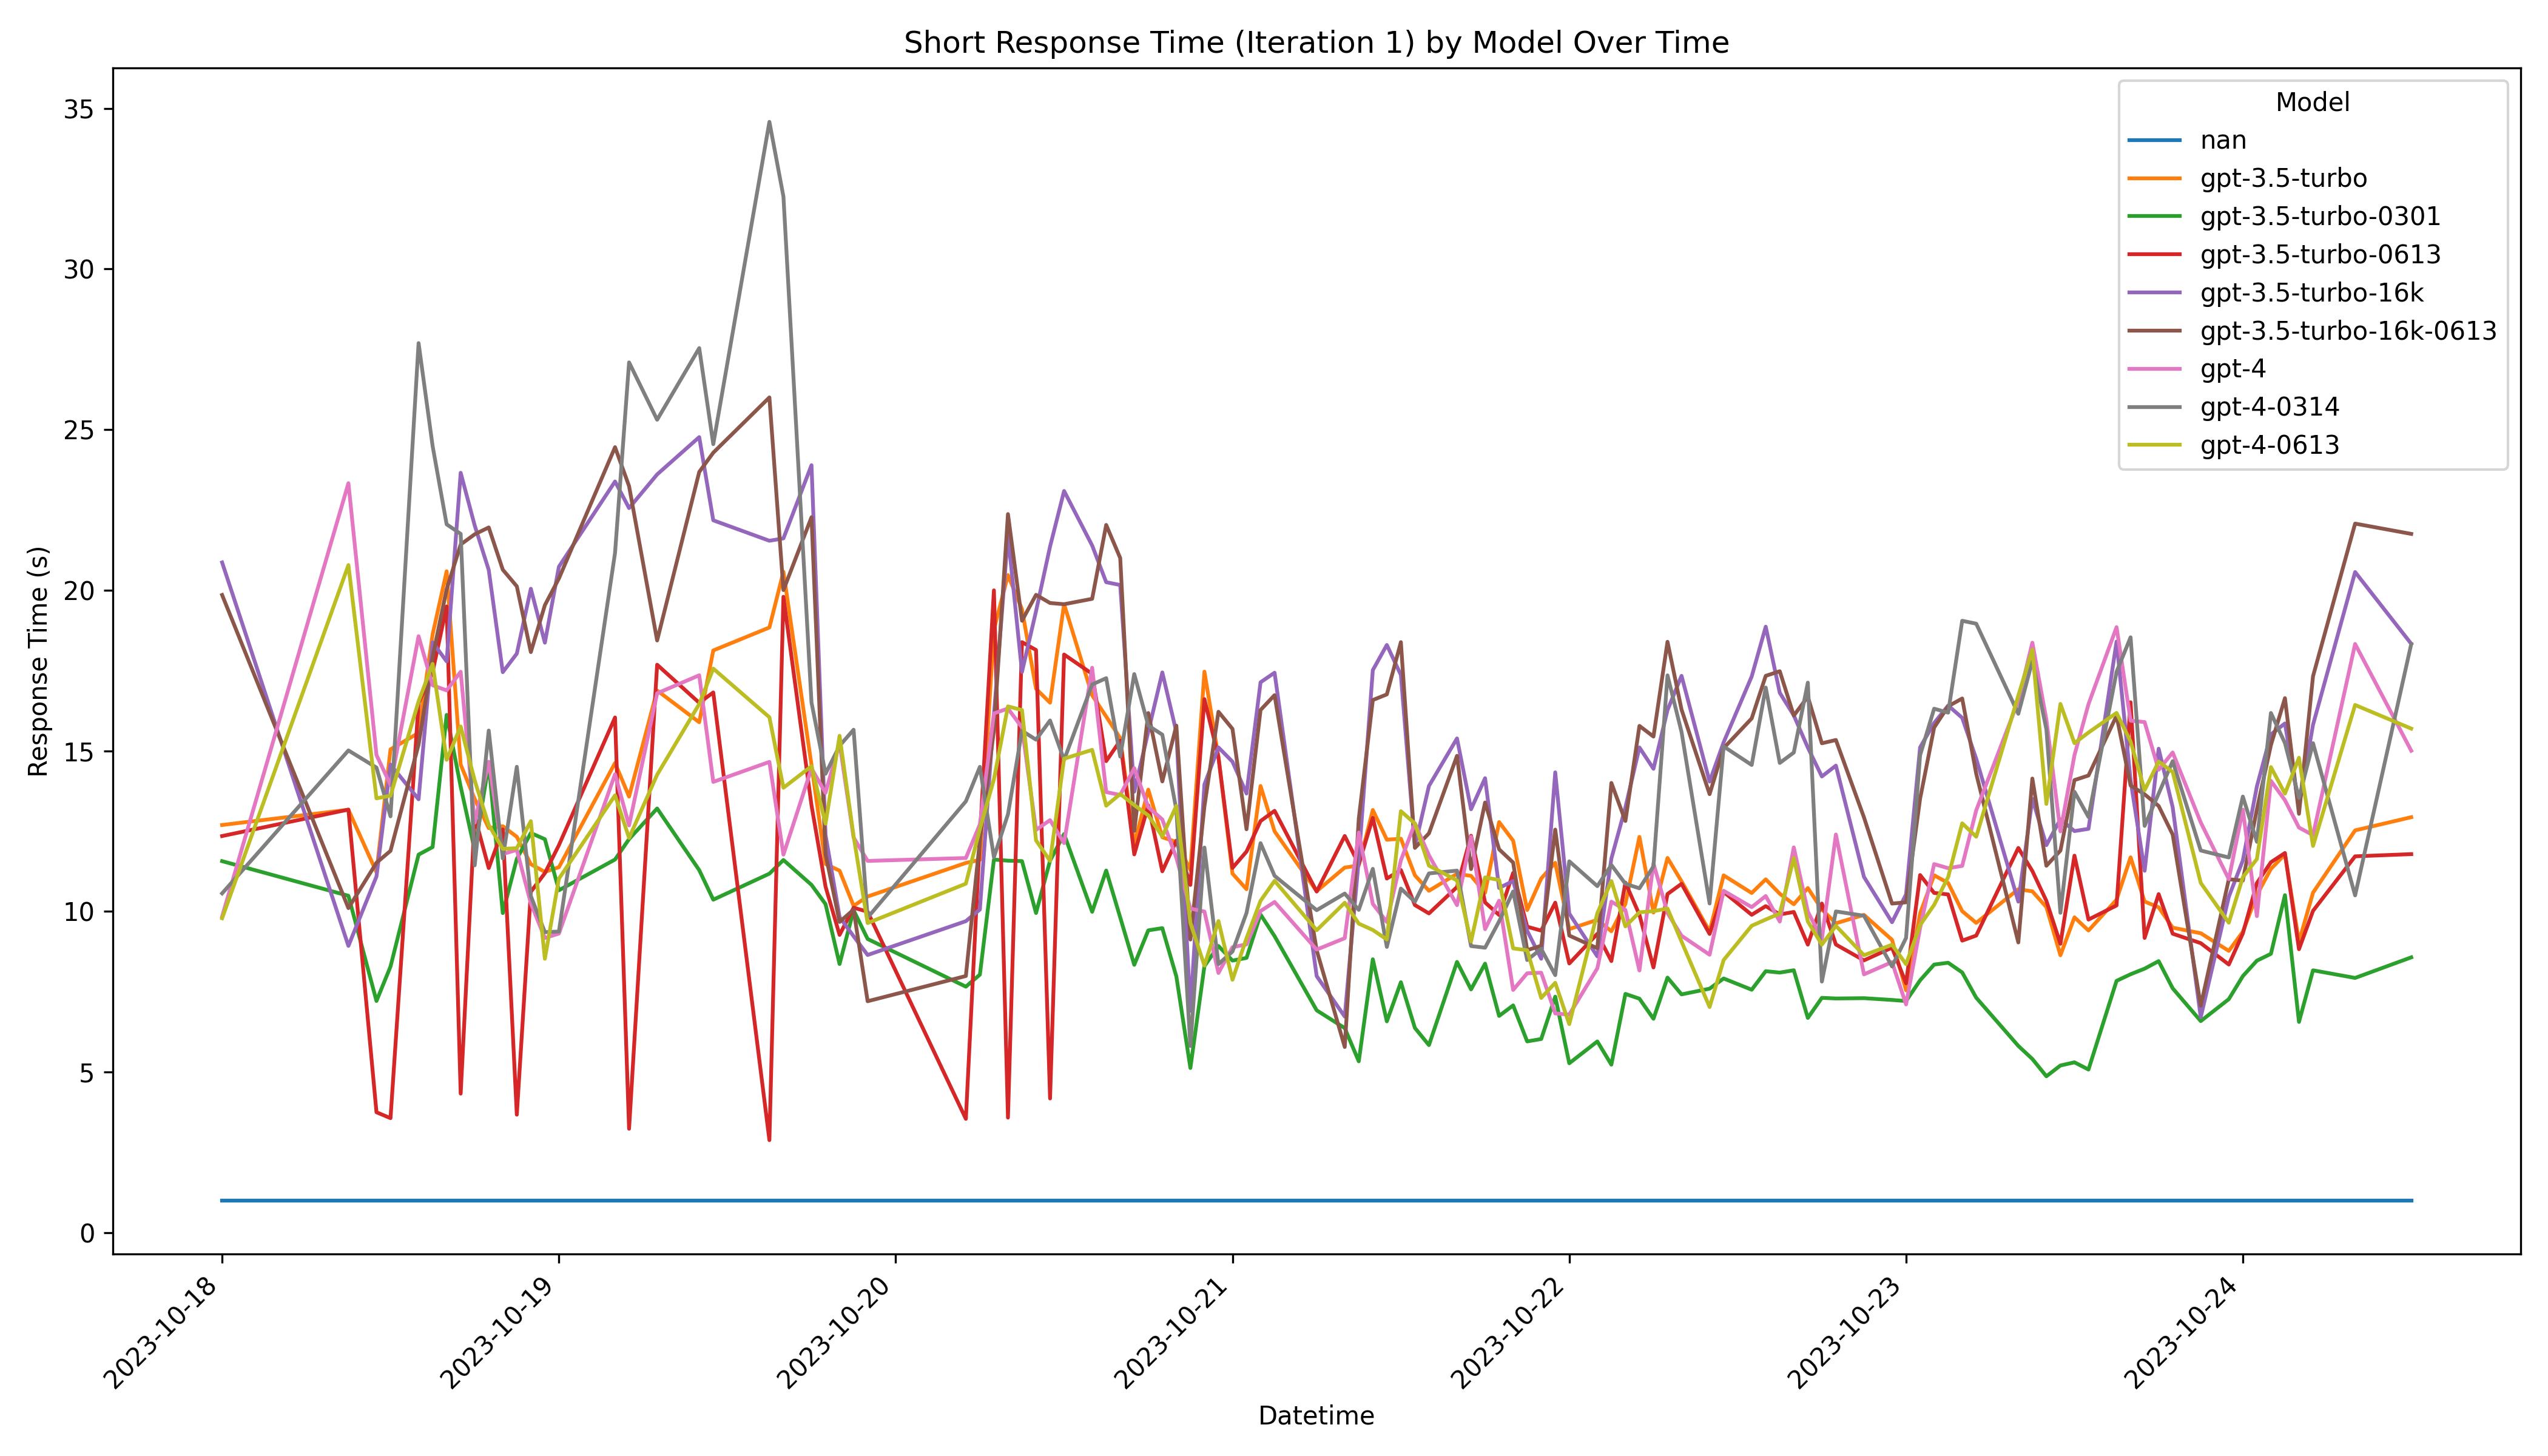 Short Response Time (Iteration 1) by Model Over Time
Response Time (s)
35
30
25
20
15
10
5
0
Model
nan
gpt-3.5-turbo
gpt-3.5-turbo-0301
gpt-3.5-turbo-0613
gpt-3.5-turbo-16k
gpt-3.5-turbo-16k-0613
gpt-4
gpt-4-0314
gpt-4-0613
2023-10-18
2023-10-19
2023-10-20
2023-10-21
2023-10-22
2023-10-23
2023-10-24
Datetime